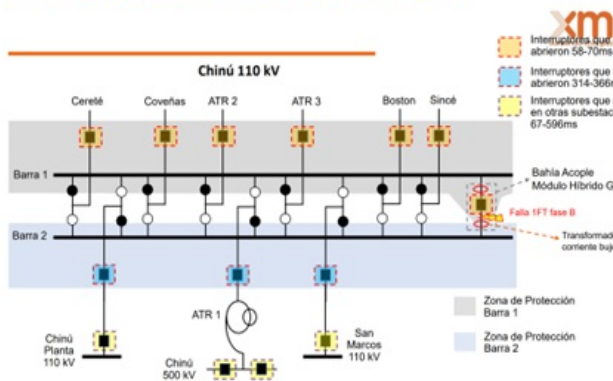 xm
Chinú 110 kV
Interruptores que
abrieron 58-70ms
Interruptores que
abrieron 314-366m
Interruptores que
en otras subestac
67-596ms
Cereté
Coveñas
ATR 2
ATR 3
Boston
Sincé
Barra 1
Bahía Acople
Módulo Híbrido G
Falla 1FT fase B
Barra 2
Transformad
corriente buje
ATR 1
Chinú
Planta
110 kV
Chinú
500 kV
San
Marcos
110 kV
Zona de Protección
Barra 1
Zona de Protección
Barra 2